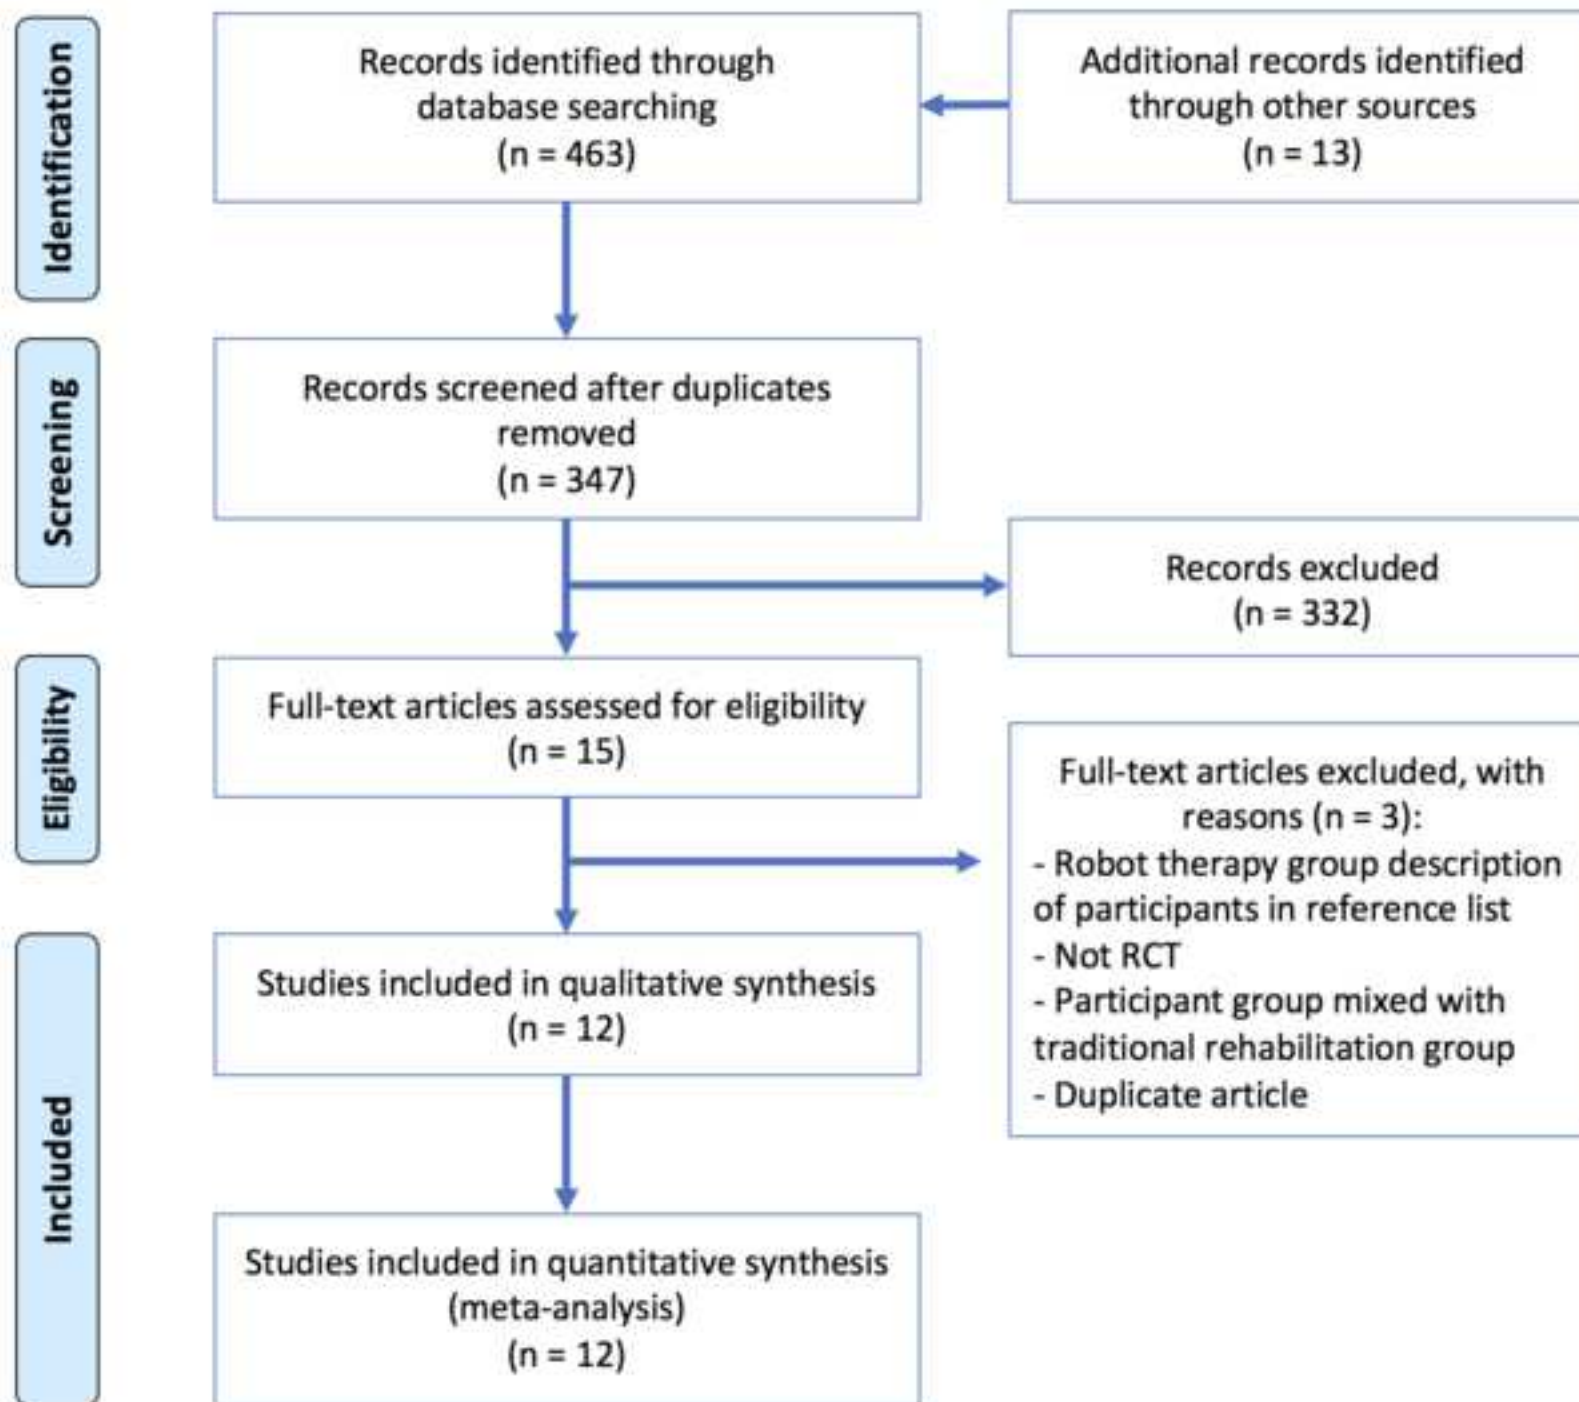 Identification
Records identified through
database searching
(n = 463)
Additional records identified
through other sources
(n = 13)
Screening
Records screened after duplicates
removed
(n = 347)
Records excluded
(n = 332)
Eligibility
Full-text articles assessed for eligibility
(n = 15)
Full-text articles excluded, with
reasons (n = 3):
- Robot therapy group description
of participants in reference list
- Not RCT
- Participant group mixed with
traditional rehabilitation group
- Duplicate article
Included
Studies included in qualitative synthesis
(n = 12)
Studies included in quantitative synthesis
(meta-analysis)
(n = 12)